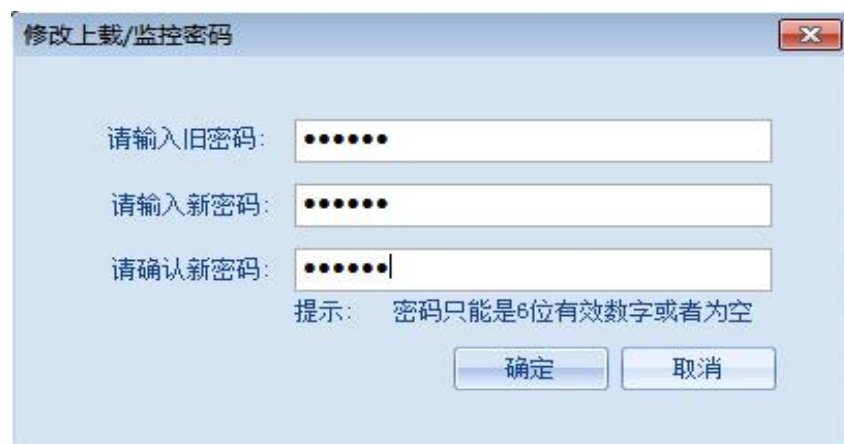 修改上载/监控密码
请输入旧密码: ••••••
请输入新密码: ••••••
请确认新密码: ••••••
提示: 密码只能是6位有效数字或者为空
确定 取消